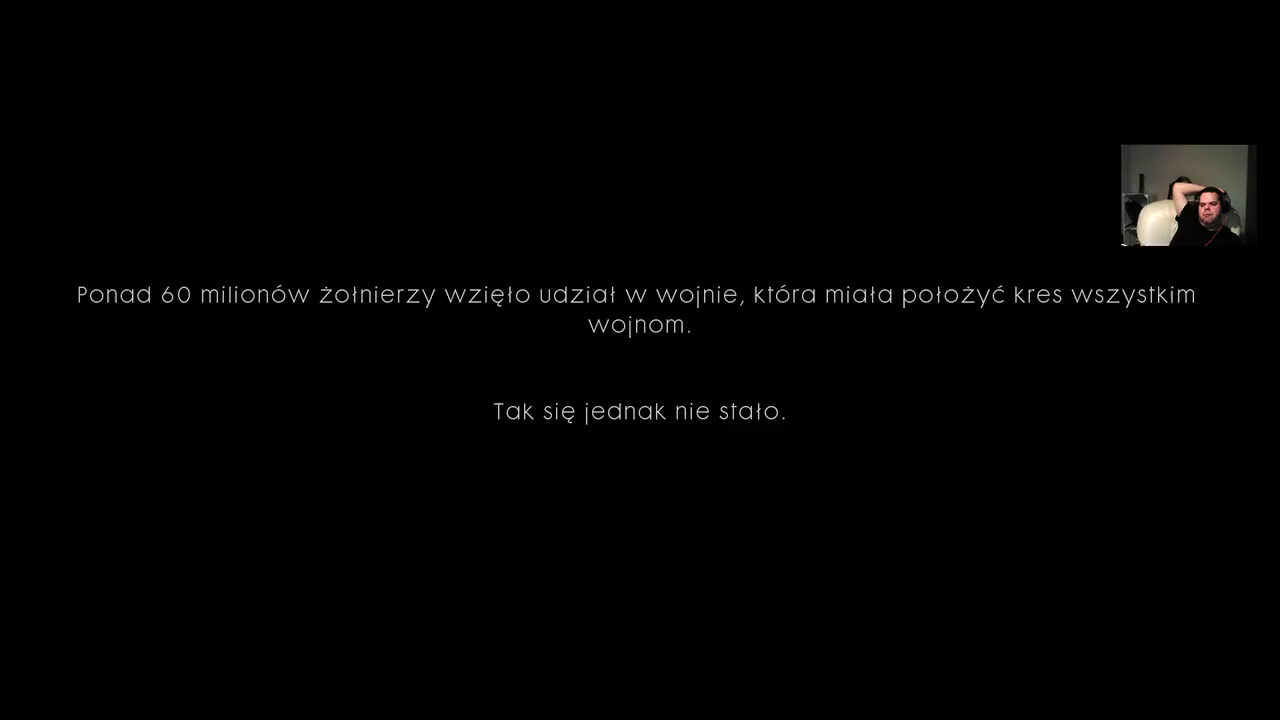 Ponad 60 milionów żołnierzy wzięło udział w wojnie, która miała położyć kres wszystkim
wojnom.
Tak się jednak nie stało.